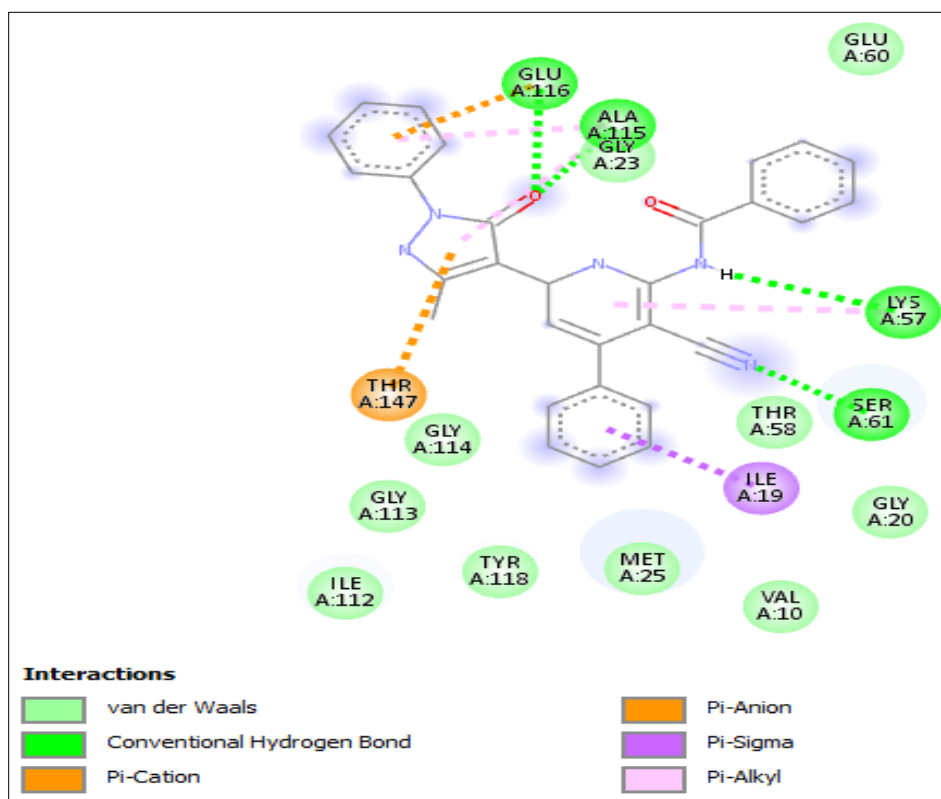 GLU
A:60
GLU
A:116
ALA
A:115
GLY
A:23
O
O
N
N
N
N
H
LYS
A:57
N
THR
A:147
SER
A:61
THR
A:58
GLY
A:114
ILE
A:19
GLY
A:20
GLY
A:113
TYR
A:118
MET
A:25
ILE
A:112
VAL
A:10
Interactions
van der Waals
Conventional Hydrogen Bond
Pi-Cation
Pi-Anion
Pi-Sigma
Pi-Alkyl